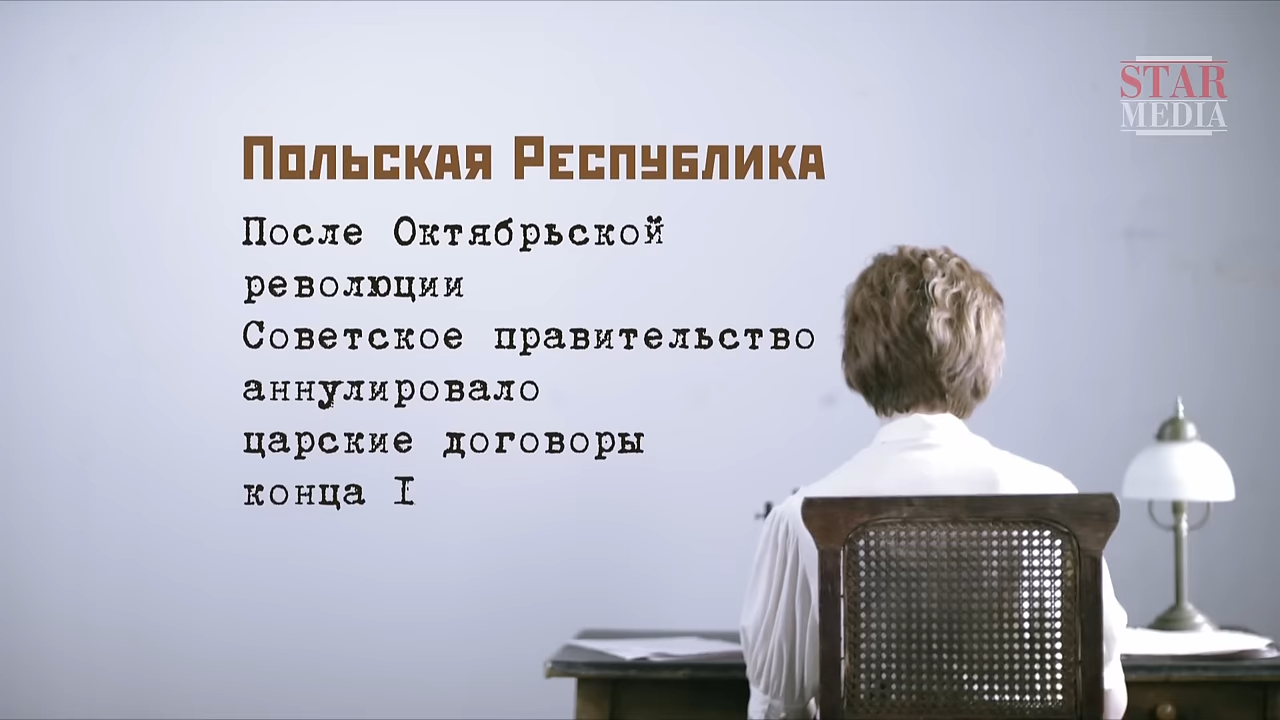 STAR
MEDIA
Польская Республика
После Октябрьской
революции
Советское правительство
аннулировало
царские договоры
конца I